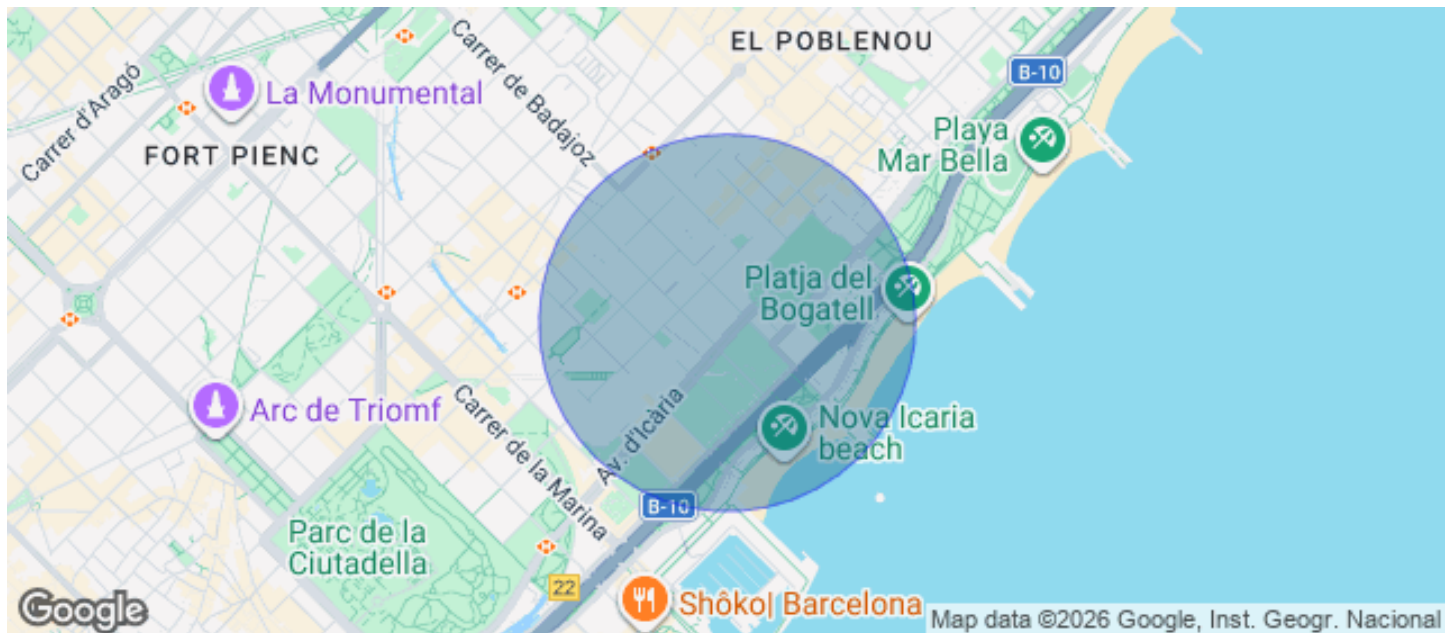 EL POBLENOU
Carrer de Badajoz
B-10
Carrer d'Aragó
La Monumental
Playa
Mar Bella
FORT PIENC
Platja del
Bogatell
Arc de Triomf
Carrer de la Marina
Av. d'Icària
Nova Icaria
beach
B-10
Parc de la
Ciutadella
22
Shôko| Barcelona
Google
Map data ©2026 Google, Inst. Geogr. Nacional